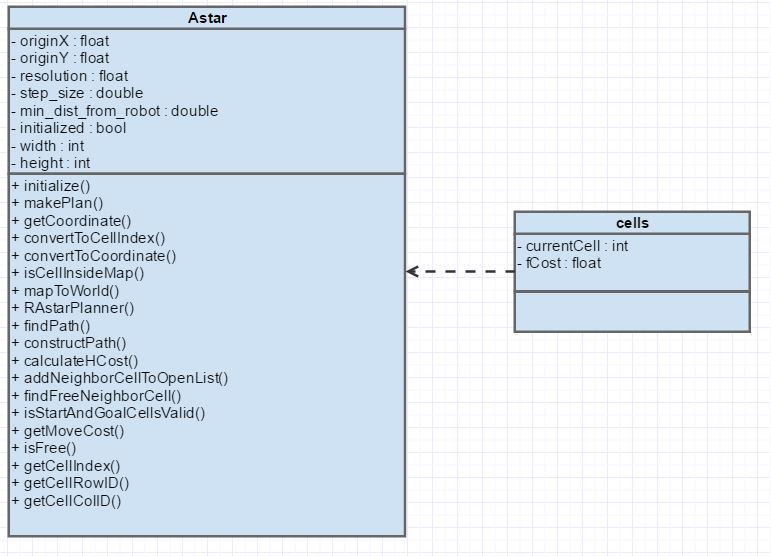 Astar
- originX : float
- originY : float
- resolution : float
- step_size : double
- min_dist_from_robot : double
- initialized : bool
- width : int
- height : int
+ initialize()
+ makePlan()
+ getCoordinate()
+ convertToCellIndex()
+ convertToCoordinate()
+ isCellInsideMap()
+ mapToWorld()
+ RAstarPlanner()
+ findPath()
+ constructPath()
+ calculateHCost()
+ addNeighborCellToOpenList()
+ findFreeNeighborCell()
+ isStartAndGoalCellsValid()
+ getMoveCost()
+ isFree()
+ getCellIndex()
+ getCellRowID()
+ getCellColID()
cells
- currentCell : int
- fCost : float